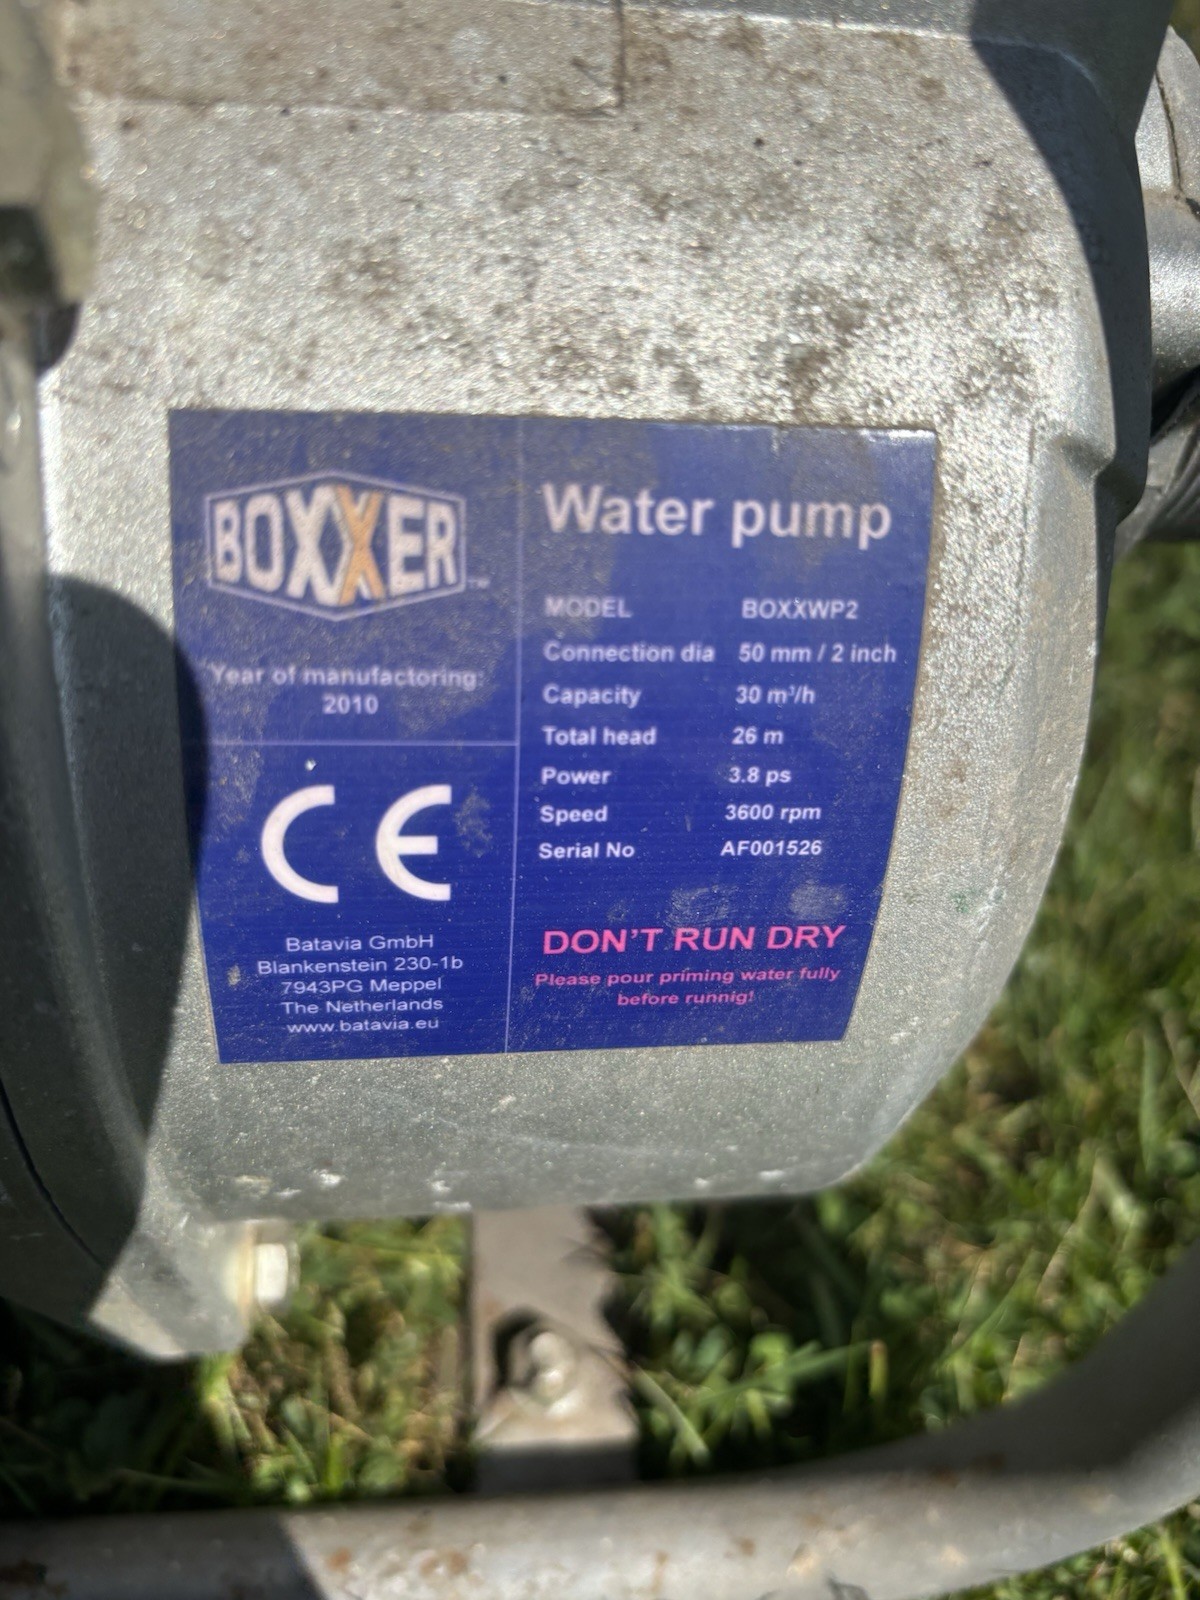 BOXXER™
Year of manufactoring:
2010
Batavia GmbH
Blankenstein 230-1b
7943PG Meppel
The Netherlands
www.batavia.eu
Water pump
MODEL BOXXWP2
Connection dia 50 mm / 2 inch
Capacity 30 m³/h
Total head 26 m
Power 3.8 ps
Speed 3600 rpm
Serial No AF001526
DON'T RUN DRY
Please pour priming water fully
before runnig!